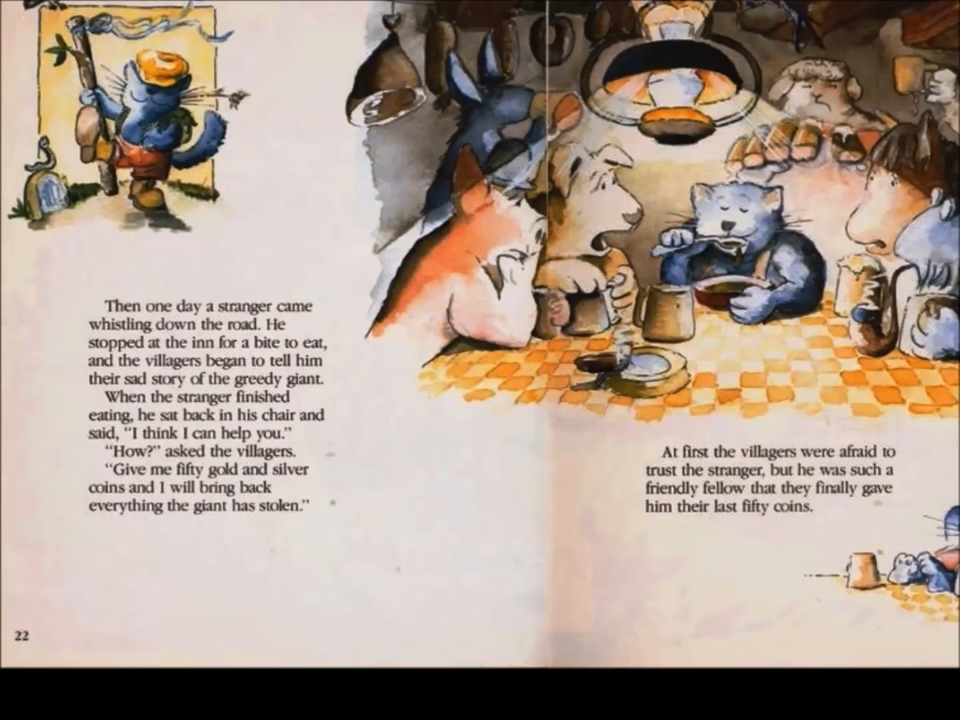 Then one day a stranger came
whistling down the road. He
stopped at the inn for a bite to eat,
and the villagers began to tell him
their sad story of the greedy giant.
When the stranger finished
eating, he sat back in his chair and
said, “I think I can help you.”
“How?” asked the villagers.
“Give me fifty gold and silver
coins and I will bring back
everything the giant has stolen.”
22
At first the villagers were afraid to
trust the stranger, but he was such a
friendly fellow that they finally gave
him their last fifty coins.